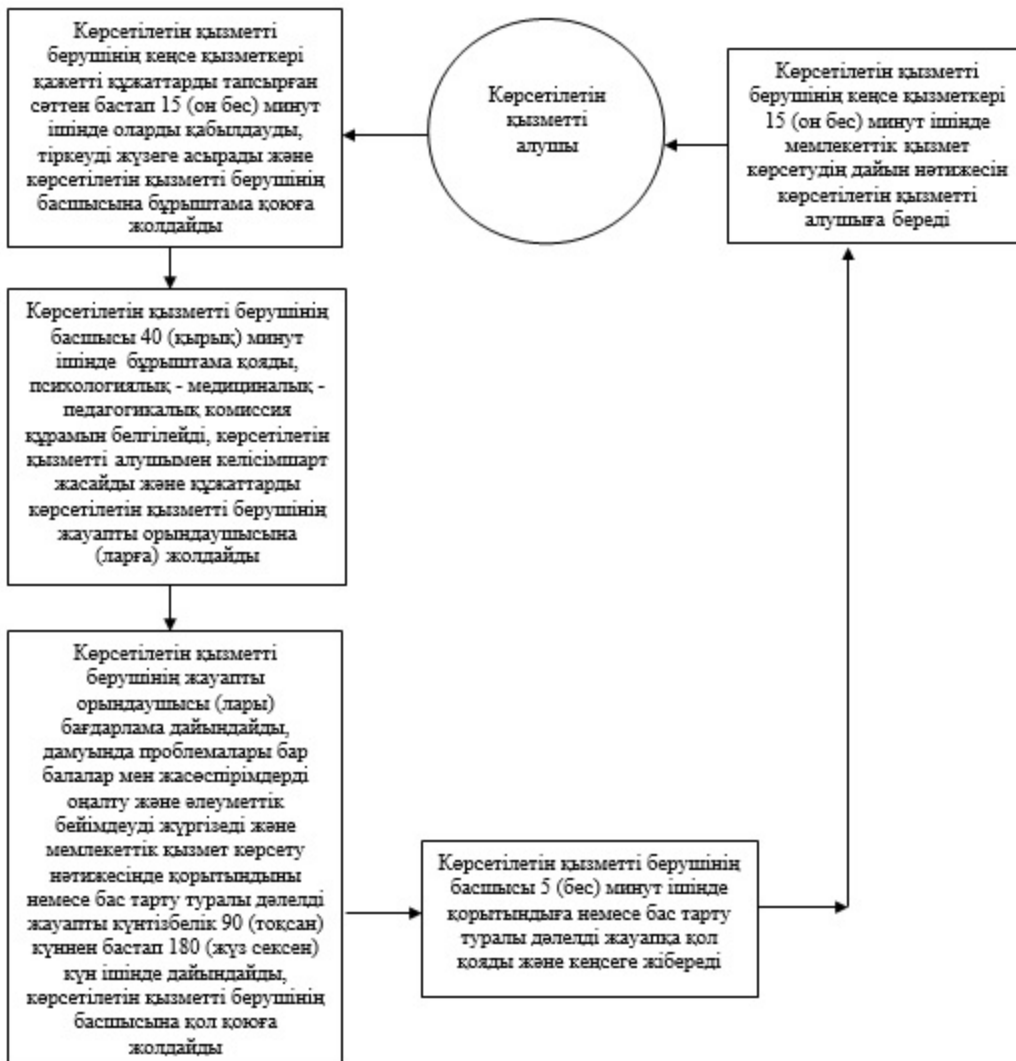 Көрсетілетін қызметті
берушінің кеңсе қызметкері
қажетті құжаттарды тапсырған
сәттен бастап 15 (он бес) минут
ішінде оларды қабылдауды,
тіркеуді жүзеге асырады және
көрсетілетін қызметті берушінің
басшысына бұрыштама қоюға
жолдайды
Көрсетілетін
қызметті
алушы
Көрсетілетін қызметті
берушінің кеңсе қызметкері
15 (он бес) минут ішінде
мемлекеттік қызмет
көрсетудің дайын нәтижесін
көрсетілетін қызметті
алушыға береді
Көрсетілетін қызметті берушінің
басшысы 40 (қырық) минут
ішінде бұрыштама қояды,
психологиялық - медициналық -
педагогикалық комиссия
құрамын белгілейді, көрсетілетін
қызметті алушымен келісімшарт
жасайды және құжаттарды
көрсетілетін қызметті берушінің
жауапты орындаушысына
(ларға) жолдайды
Көрсетілетін қызметті
берушінің жауапты
орындаушысы (лары)
бағдарлама дайындайды,
дамуында проблемалары бар
балалар мен жасөспірімдерді
оңалту және әлеуметтік
бейімдеуді жүргізеді және
мемлекеттік қызмет көрсету
нәтижесінде қорытындыны
немесе бас тарту туралы дәлелді
жауапты күнтізбелік 90 (тоқсан)
күннен бастап 180 (жүз сексен)
күн ішінде дайындайды,
көрсетілетін қызметті берушінің
басшысына қол қоюға
жолдайды
Көрсетілетін қызметті берушінің
басшысы 5 (бес) минут ішінде
қорытындыға немесе бас тарту
туралы дәлелді жауапқа қол
қояды және кеңсеге жібереді